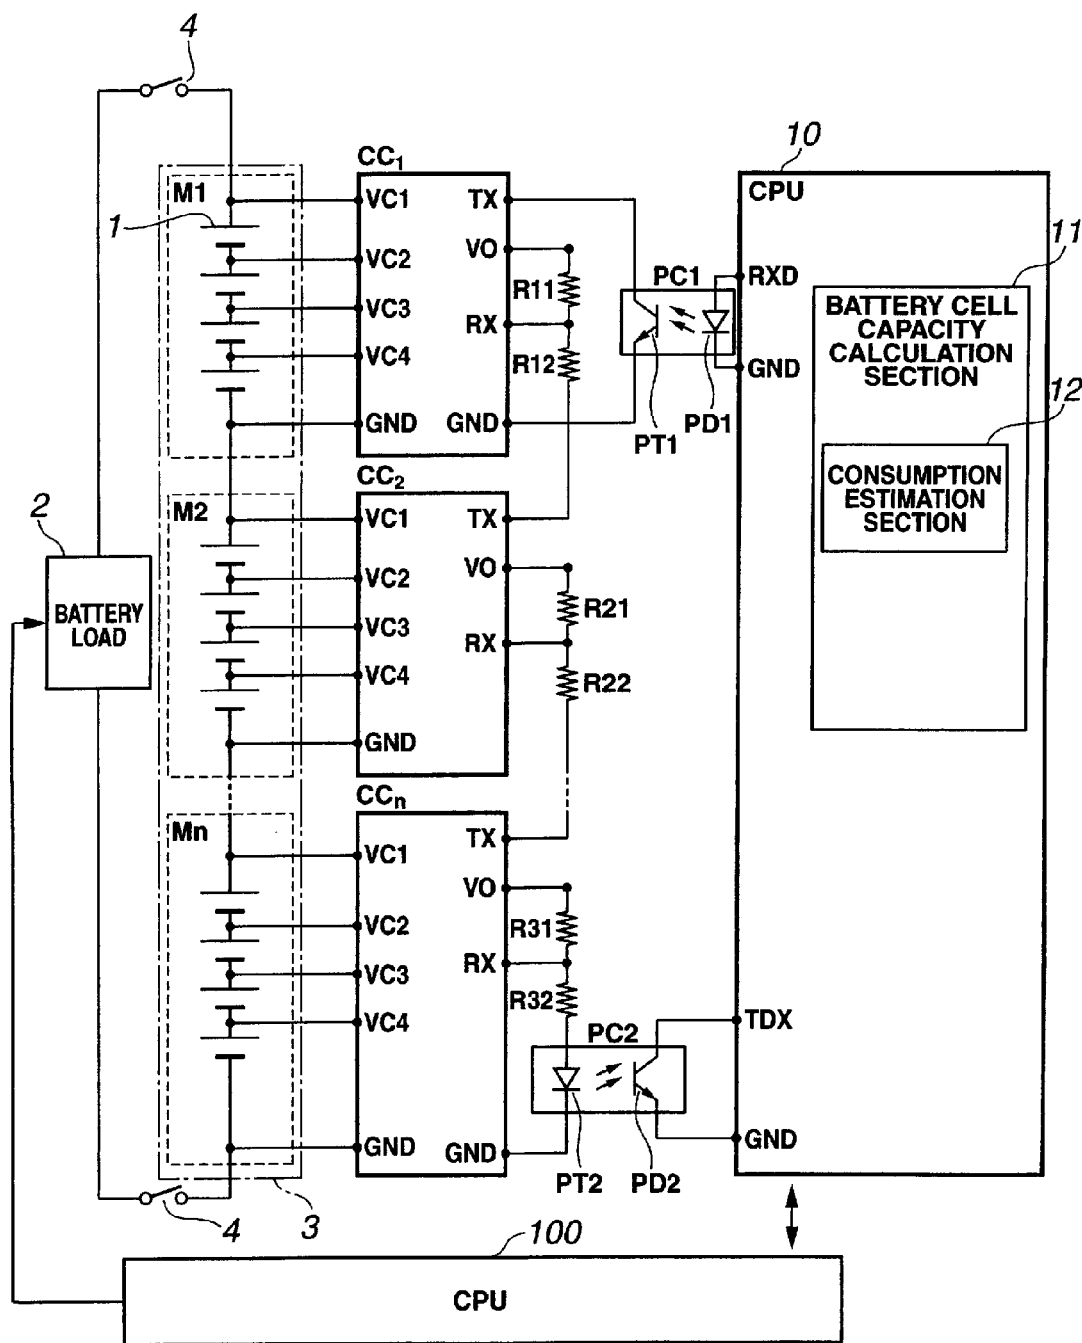 4
CC1
M1
1
VC1
VC2
VC3
VC4
GND
TX
VO
RX
GND
R11
R12
PC1
PT1
PD1
10
CPU
RXD
GND
11
BATTERY CELL
CAPACITY
CALCULATION
SECTION
12
CONSUMPTION
ESTIMATION
SECTION
2
BATTERY
LOAD
CC2
M2
VC1
VC2
VC3
VC4
GND
TX
VO
RX
R21
R22
CCn
Mn
VC1
VC2
VC3
VC4
GND
TX
VO
RX
GND
R31
R32
PC2
PT2
PD2
TDX
GND
4
3
100
CPU